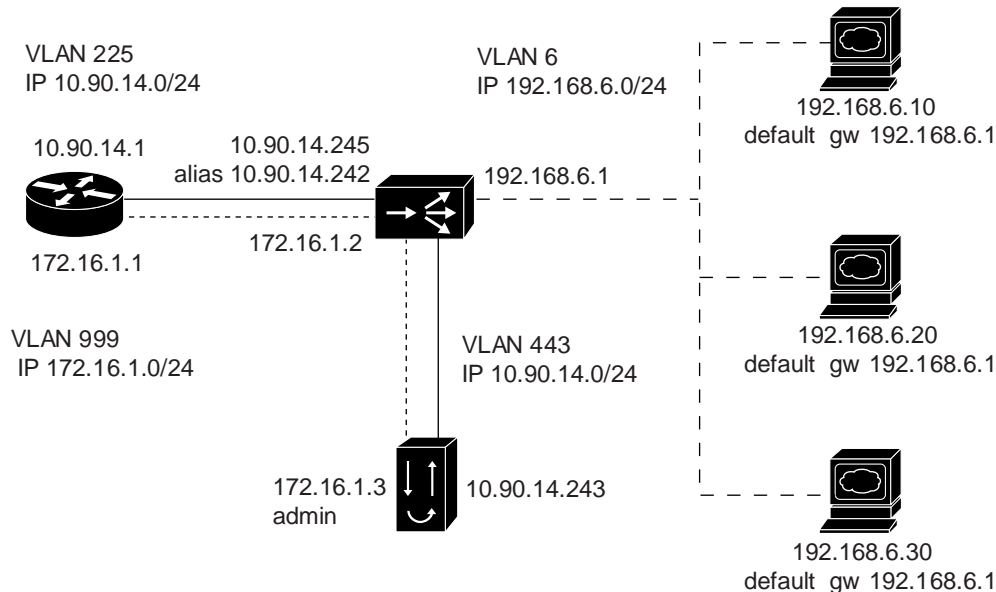 VLAN 225
IP 10.90.14.0/24
VLAN 6
IP 192.168.6.0/24
192.168.6.10
default gw 192.168.6.1
10.90.14.1
10.90.14.245
alias 10.90.14.242
192.168.6.1
172.16.1.2
172.16.1.1
192.168.6.20
default gw 192.168.6.1
VLAN 999
IP 172.16.1.0/24
VLAN 443
IP 10.90.14.0/24
172.16.1.3
admin
10.90.14.243
192.168.6.30
default gw 192.168.6.1